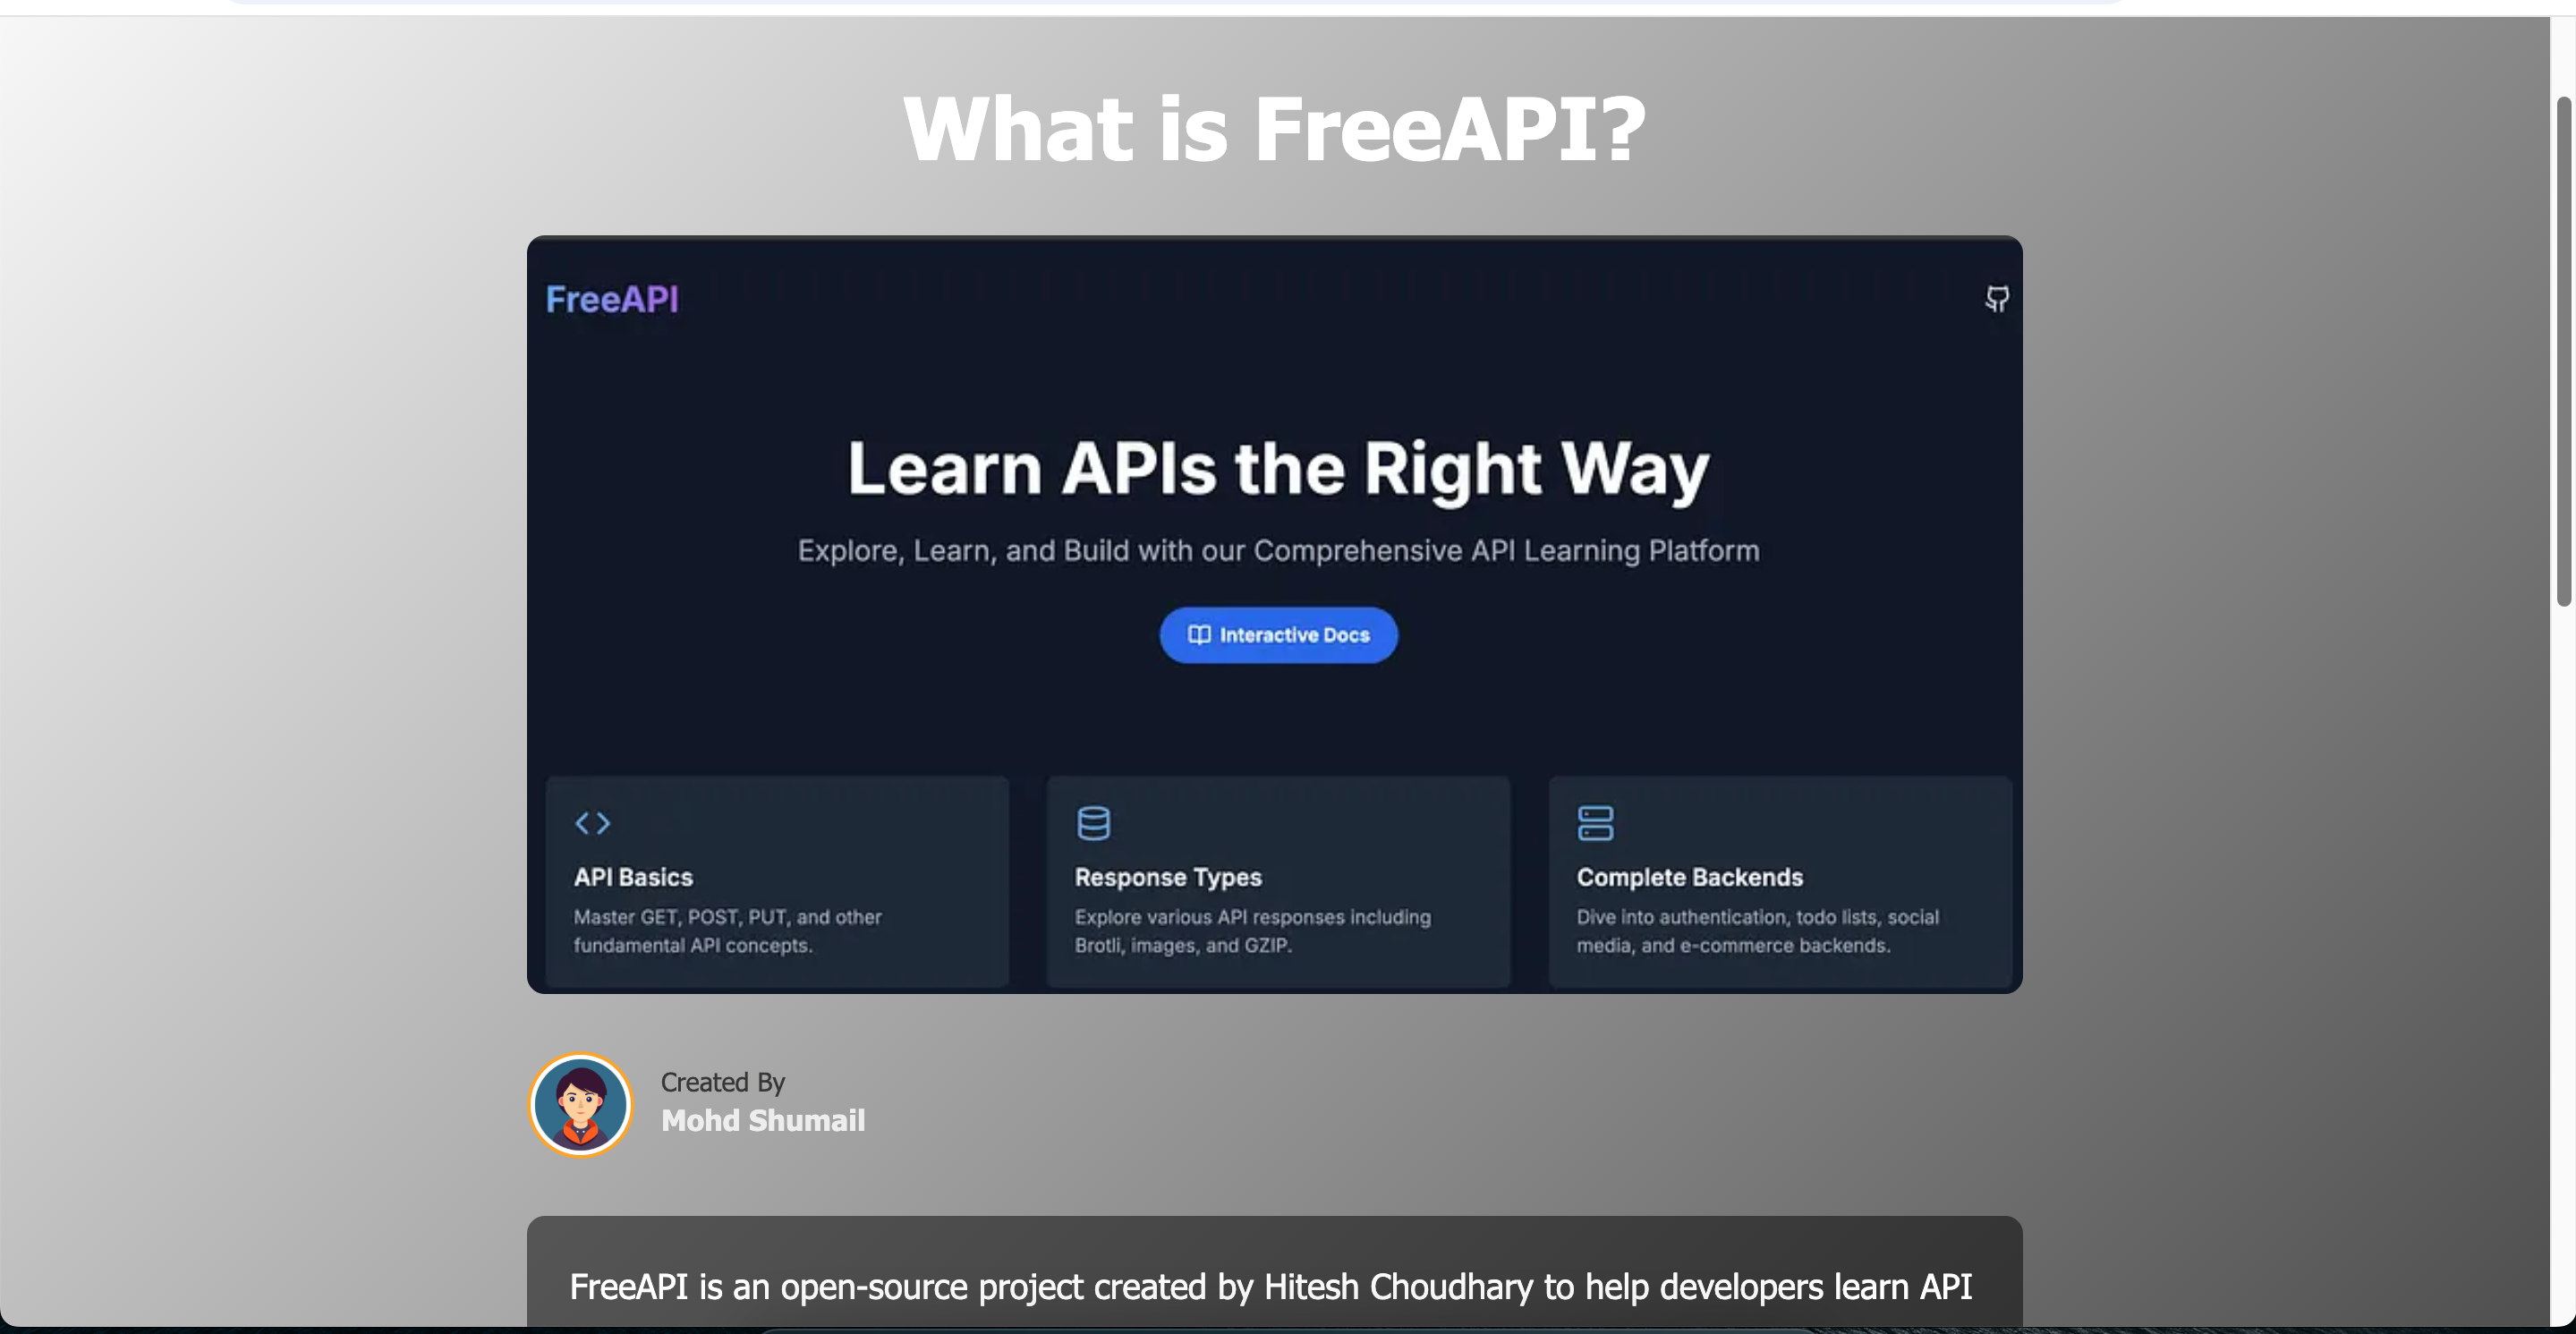 What is FreeAPI?
FreeAPI
Learn APIs the Right Way
Explore, Learn, and Build with our Comprehensive API Learning Platform
Interactive Docs
API Basics
Master GET, POST, PUT, and other
fundamental API concepts.
Response Types
Explore various API responses including
Brotli, images, and GZIP.
Complete Backends
Dive into authentication, todo lists, social
media, and e-commerce backends.
Created By
Mohd Shumail
FreeAPI is an open-source project created by Hitesh Choudhary to help developers learn API